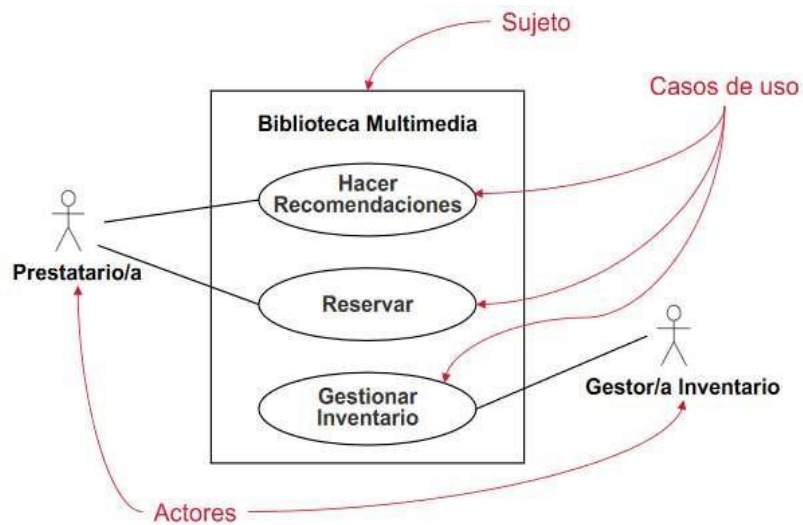 Sujeto
Casos de uso
Biblioteca Multimedia
Hacer
Recomendaciones
Prestatario/a
Reservar
Gestor/a Inventario
Gestionar
Inventario
Actores